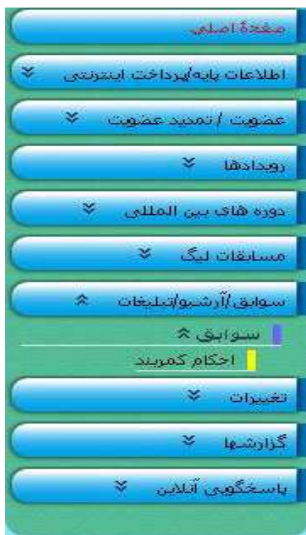 صفحهٔ اصلی
اطلاعات پایه/پرداخت اینترنتی
عضویت / تمدید عضویت
رویدادها
دوره های بین المللی
مسابقات لیگ
سوابق/آرشیو/تبلیغات
سوابق
احکام کمربند
تغییرات
گزارشها
پاسخگویی آنلاین